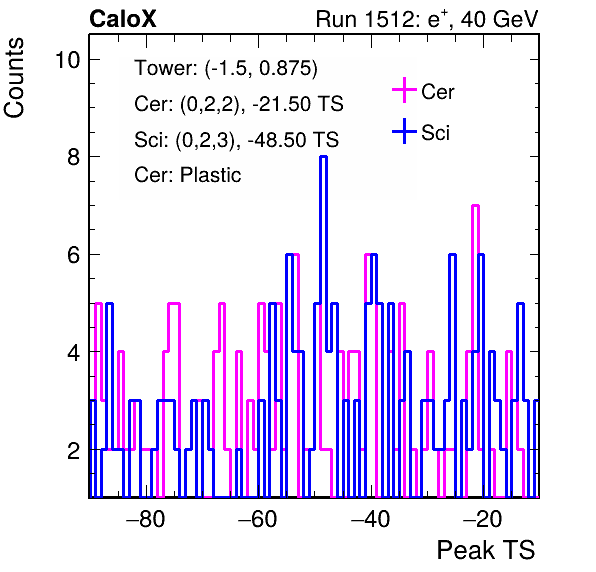 CaloX Run 1512: e⁺, 40 GeV
Counts
Tower: (-1.5, 0.875)
Cer: (0,2,2), -21.50 TS
Sci: (0,2,3), -48.50 TS
Cer: Plastic
Cer
Sci
10
8
6
4
2
−80 −60 −40 −20
Peak TS